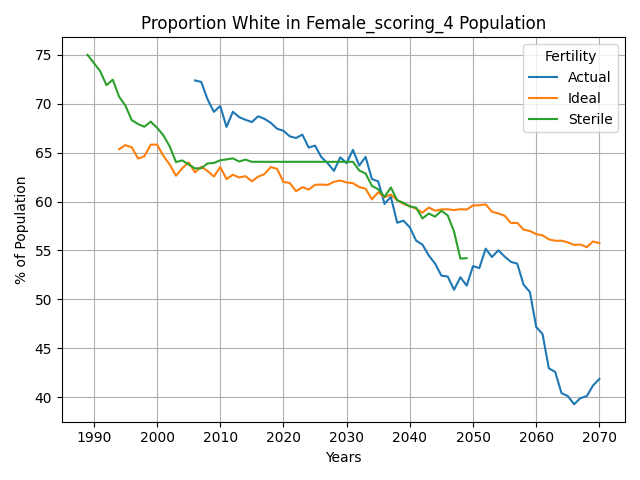 Proportion White in Female_scoring_4 Population
Fertility
Actual
Ideal
Sterile
% of Population
75
70
65
60
55
50
45
40
1990 2000 2010 2020 2030 2040 2050 2060 2070
Years